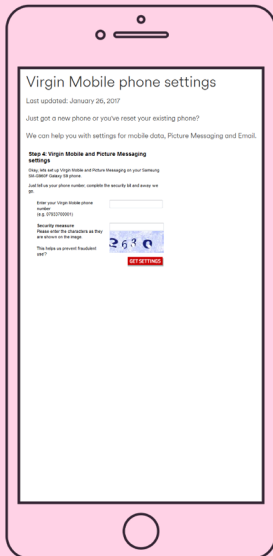 Virgin Mobile phone settings
Last updated: January 26, 2017
Just got a new phone or you've reset your existing phone?
We can help you with settings for mobile data, Picture Messaging and Email.
Step 4: Virgin Mobile and Picture Messaging
settings
Okay, lets set up Virgin Mobile and Picture Messaging on your Samsung
SM-G960F Galaxy S9 phone.
Just tell us your phone number, complete the security bit and away we
go.
Enter your Virgin Mobile phone
number
(e.g. 07933700001)
Security measure
Please enter the characters as they
are shown on the image.
This helps us prevent fraudulent
use?
GET SETTINGS